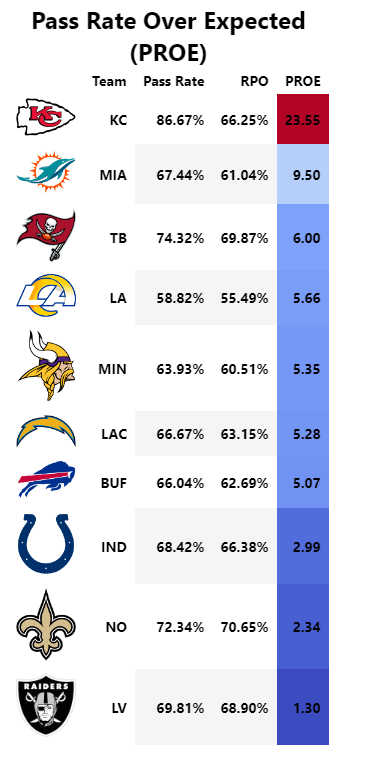 Pass Rate Over Expected
(PROE)
Team Pass Rate RPO PROE
KC 86.67% 66.25% 23.55
MIA 67.44% 61.04% 9.50
TB 74.32% 69.87% 6.00
LA
LA 58.82% 55.49% 5.66
MIN 63.93% 60.51% 5.35
LAC 66.67% 63.15% 5.28
BUF 66.04% 62.69% 5.07
IND 68.42% 66.38% 2.99
NO 72.34% 70.65% 2.34
RAIDERS
LV 69.81% 68.90% 1.30